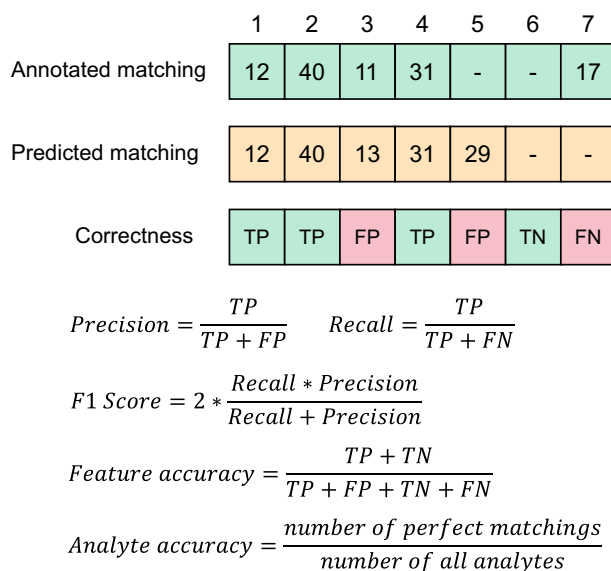 1 2 3 4 5 6 7
Annotated matching 12 40 11 31 - - 17
Predicted matching 12 40 13 31 29 - -
Correctness TP TP FP TP FP TN FN
Precision = TP / TP + FP Recall = TP / TP + FN
F1 Score = 2 * Recall * Precision / Recall + Precision
Feature accuracy = TP + TN / TP + FP + TN + FN
Analyte accuracy = number of perfect matchings / number of all analytes